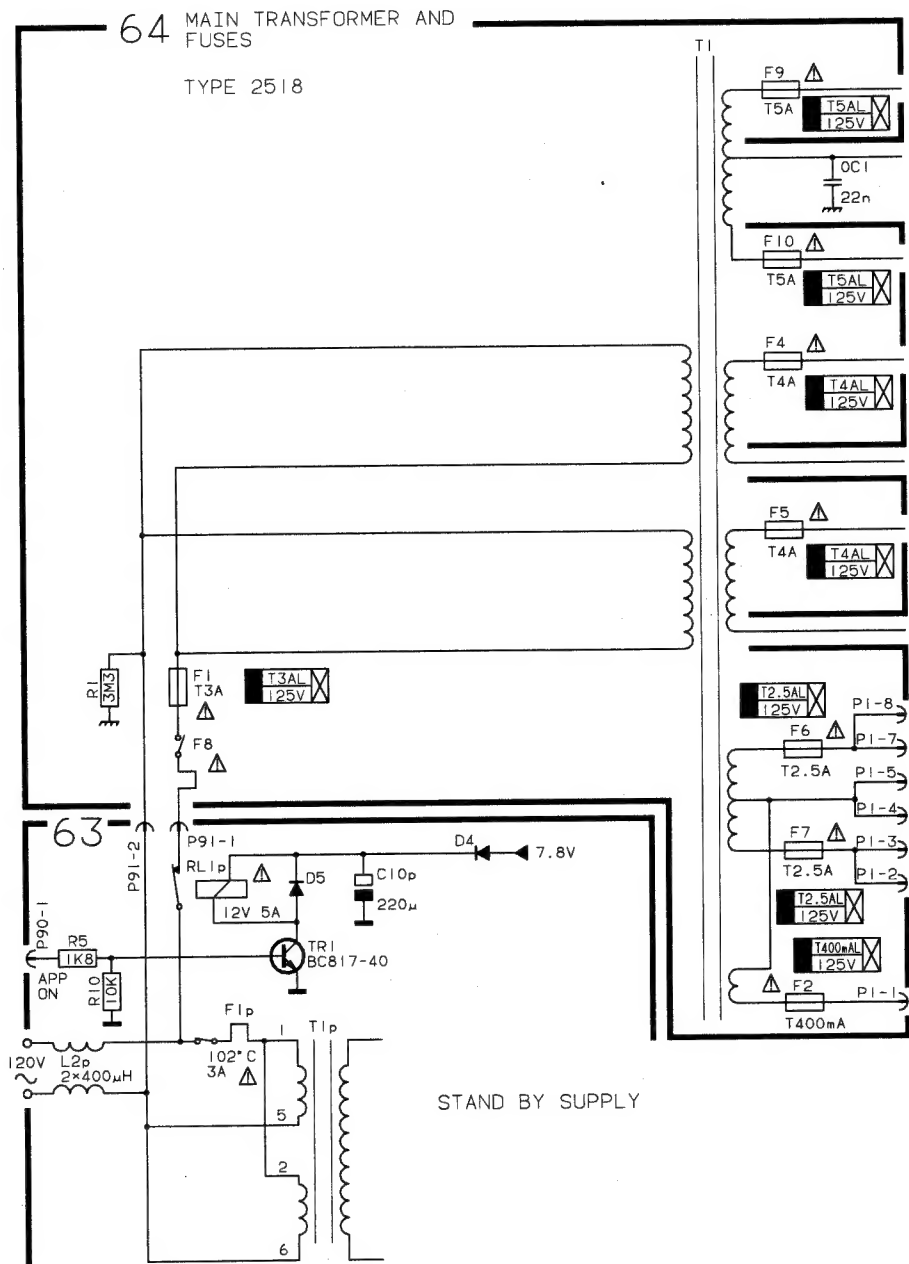 64 MAIN TRANSFORMER AND
FUSES
TYPE 2518
T1
F9
T5A
T5AL
125V
OC1
22n
F10
T5A
T5AL
125V
F4
T4A
T4AL
125V
F5
T4A
T4AL
125V
R1
3M3
F1
T3A
T3AL
125V
F8
T2.5AL
125V
F6
T2.5A
P1-8
P1-7
P1-5
P1-4
F7
T2.5A
P1-3
P1-2
T2.5AL
125V
T400mAL
125V
F2
T400mA
P1-1
63
P91-2
P91-1
RL1p
12V 5A
D5
C10p
220µ
D4
7.8V
P90-1
R5
1K8
APP
ON
R10
10K
TR1
BC817-40
F1p
102°C
3A
1
T1p
120V
~
L2p
2×400µH
5
2
6
STAND BY SUPPLY